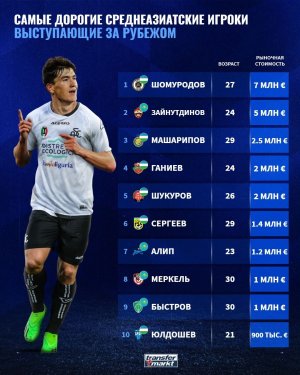 САМЫЕ ДОРОГИЕ СРЕДНЕАЗИАТСКИЕ ИГРОКИ
ВЫСТУПАЮЩИЕ ЗА РУБЕЖОМ
ВОЗРАСТ РЫНОЧНАЯ СТОИМОСТЬ
1 ШОМУРОДОВ 27 7 МЛН €
2 ЗАЙНУТДИНОВ 24 5 МЛН €
3 МАШАРИПОВ 29 2.5 МЛН €
4 ГАНИЕВ 24 2 МЛН €
5 ШУКУРОВ 26 2 МЛН €
6 СЕРГЕЕВ 29 1.4 МЛН €
7 АЛИП 23 1.2 МЛН €
8 МЕРКЕЛЬ 30 1 МЛН €
9 БЫСТРОВ 30 1 МЛН €
10 ЮЛДОШЕВ 21 900 ТЫС. €
DISTRETTO
ECOLOGICO
transfer
markt